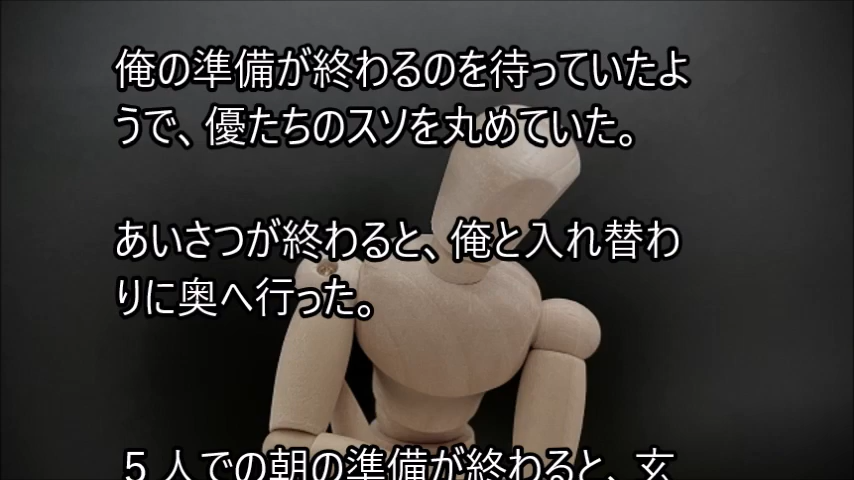 俺の準備が終わるのを待っていたよ
うで、優たちのスソを丸めていた。
あいさつが終わると、俺と入れ替わ
りに奥へ行った。
５人での朝の準備が終わると、玄